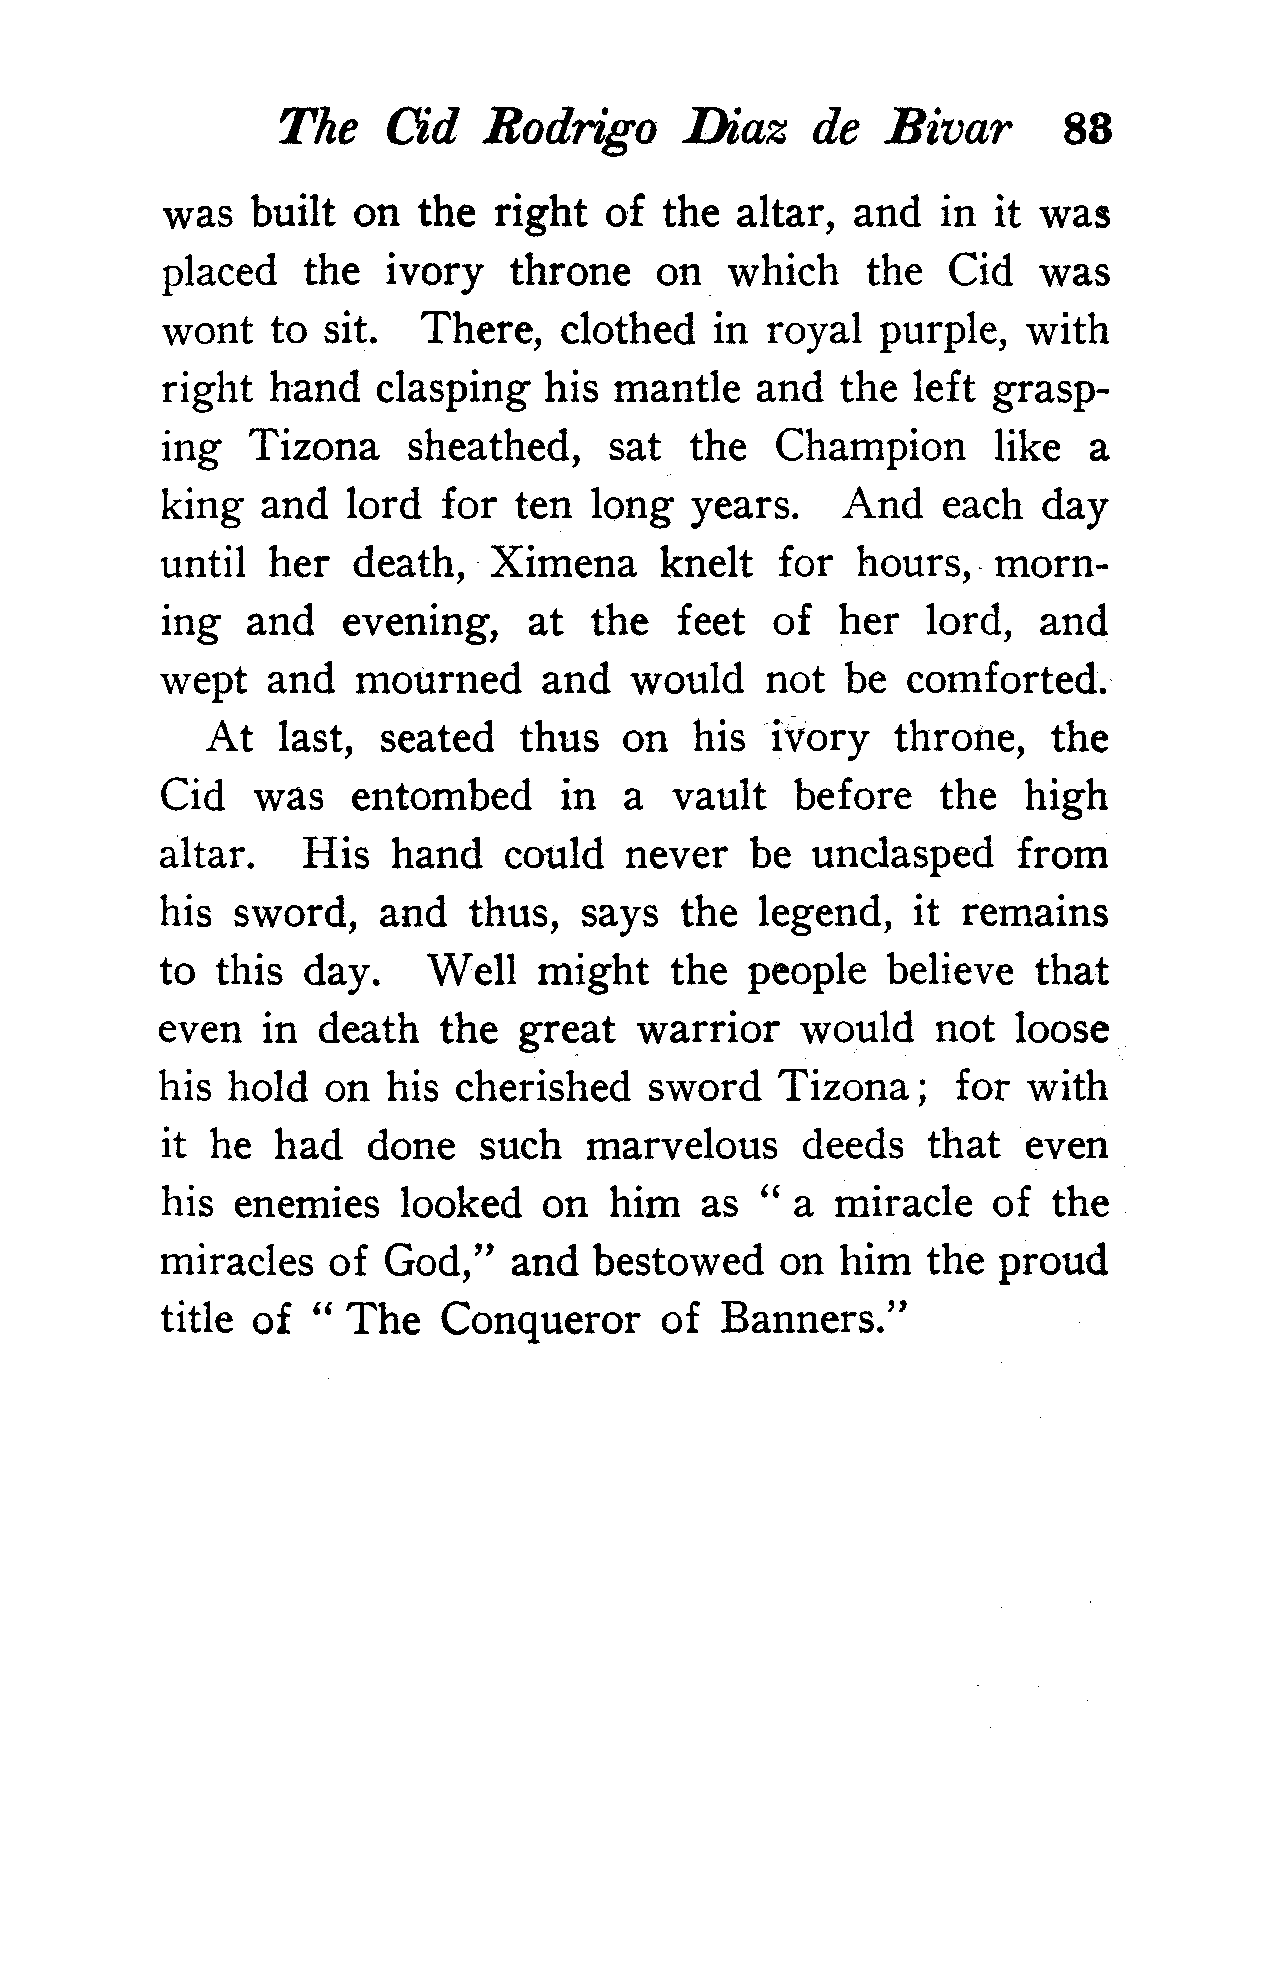 The Cid Rodrigo Diaz de Bivar 83
was built on the right of the altar, and in it was
placed the ivory throne on which the Cid was
wont to sit. There, clothed in royal purple, with
right hand clasping his mantle and the left grasp-
ing Tizona sheathed, sat the Champion like a
king and lord for ten long years. And each day
until her death, Ximena knelt for hours, morn-
ing and evening, at the feet of her lord, and
wept and mourned and would not be comforted.
At last, seated thus on his ivory throne, the
Cid was entombed in a vault before the high
altar. His hand could never be unclasped from
his sword, and thus, says the legend, it remains
to this day. Well might the people believe that
even in death the great warrior would not loose
his hold on his cherished sword Tizona; for with
it he had done such marvelous deeds that even
his enemies looked on him as " a miracle of the
miracles of God," and bestowed on him the proud
title of " The Conqueror of Banners."